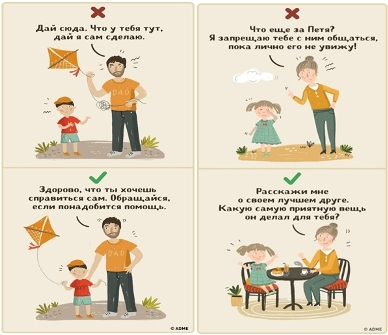 Дай сюда. Что у тебя тут,
дай я сам сделаю.
DAD
Что еще за Петя?
Я запрещаю тебе с ним общаться,
пока лично его не увижу!
Здорово, что ты хочешь
справиться сам. Обращайся,
если понадобится помощь.
DAD
© ADME
Расскажи мне
о своем лучшем друге.
Какую самую приятную вещь
он делал для тебя?
© ADME